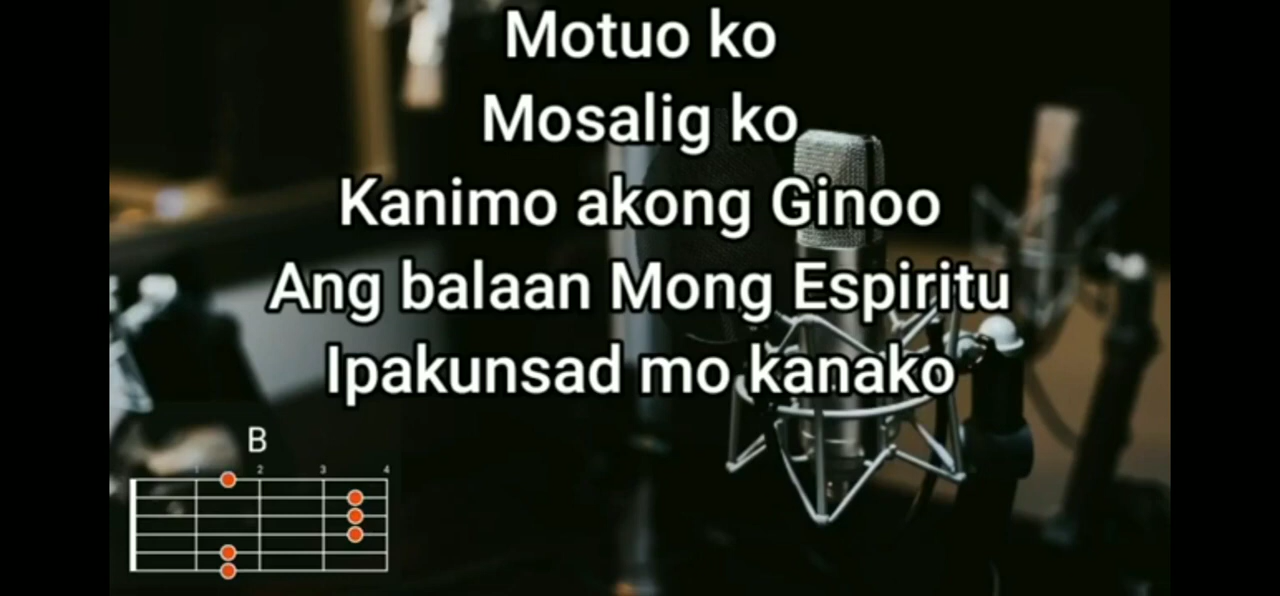 Motuo ko
Mosalig ko
Kanimo akong Ginoo
Ang balaan Mong Espiritu
Ipakunsad mo kanako
B
1 2 3 4